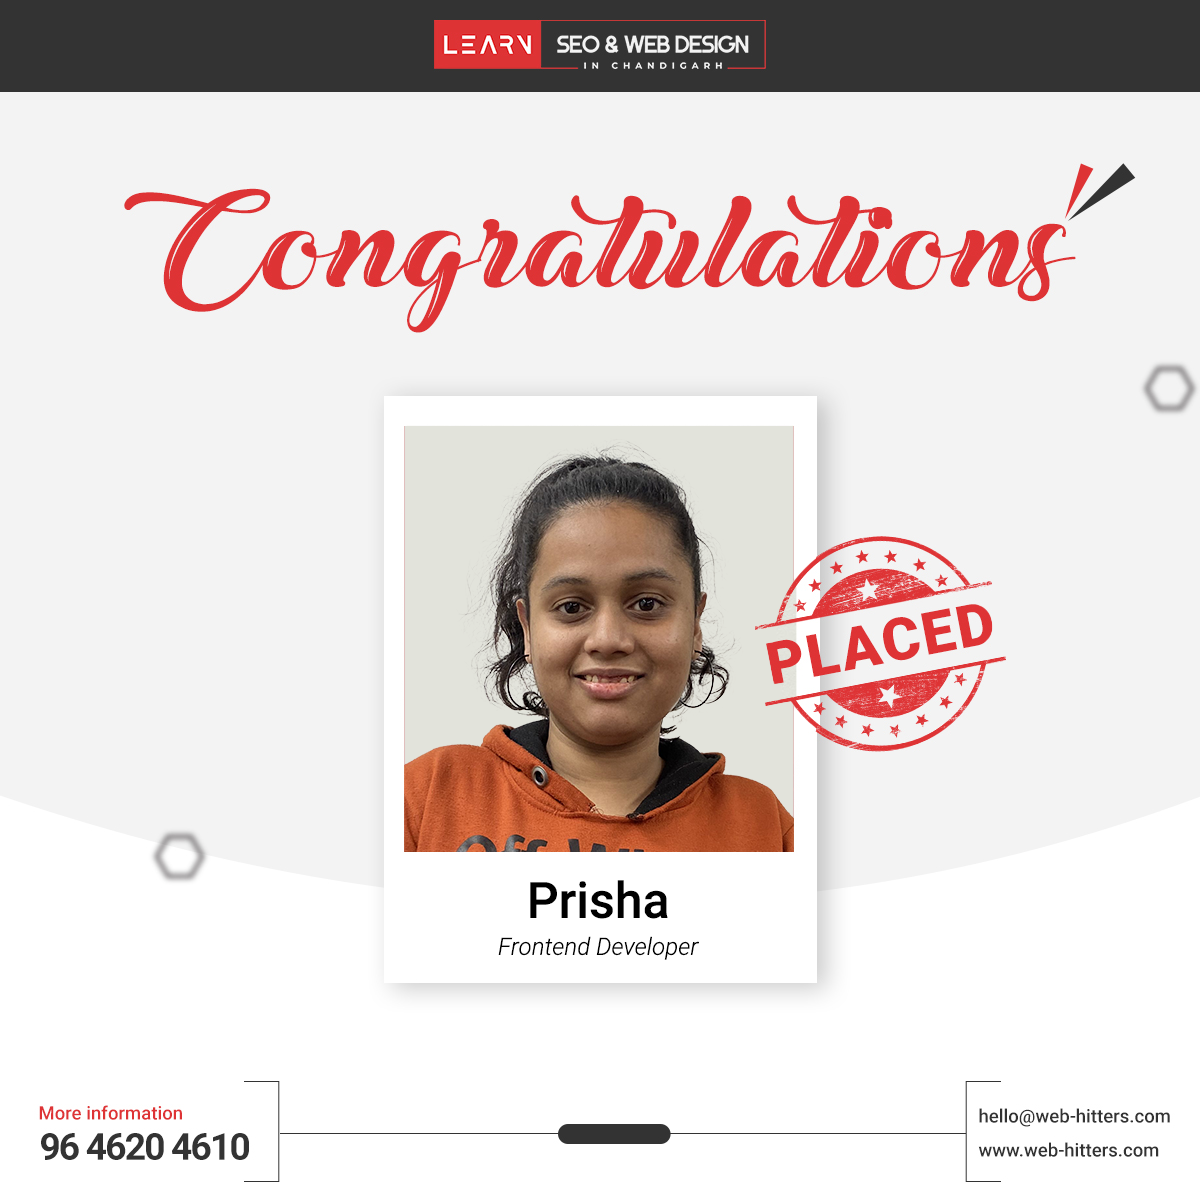 LEARN SEO & WEB DESIGN
IN CHANDIGARH
Congratulations
PLACED
Prisha
Frontend Developer
More information
96 4620 4610
hello@web-hitters.com
www.web-hitters.com